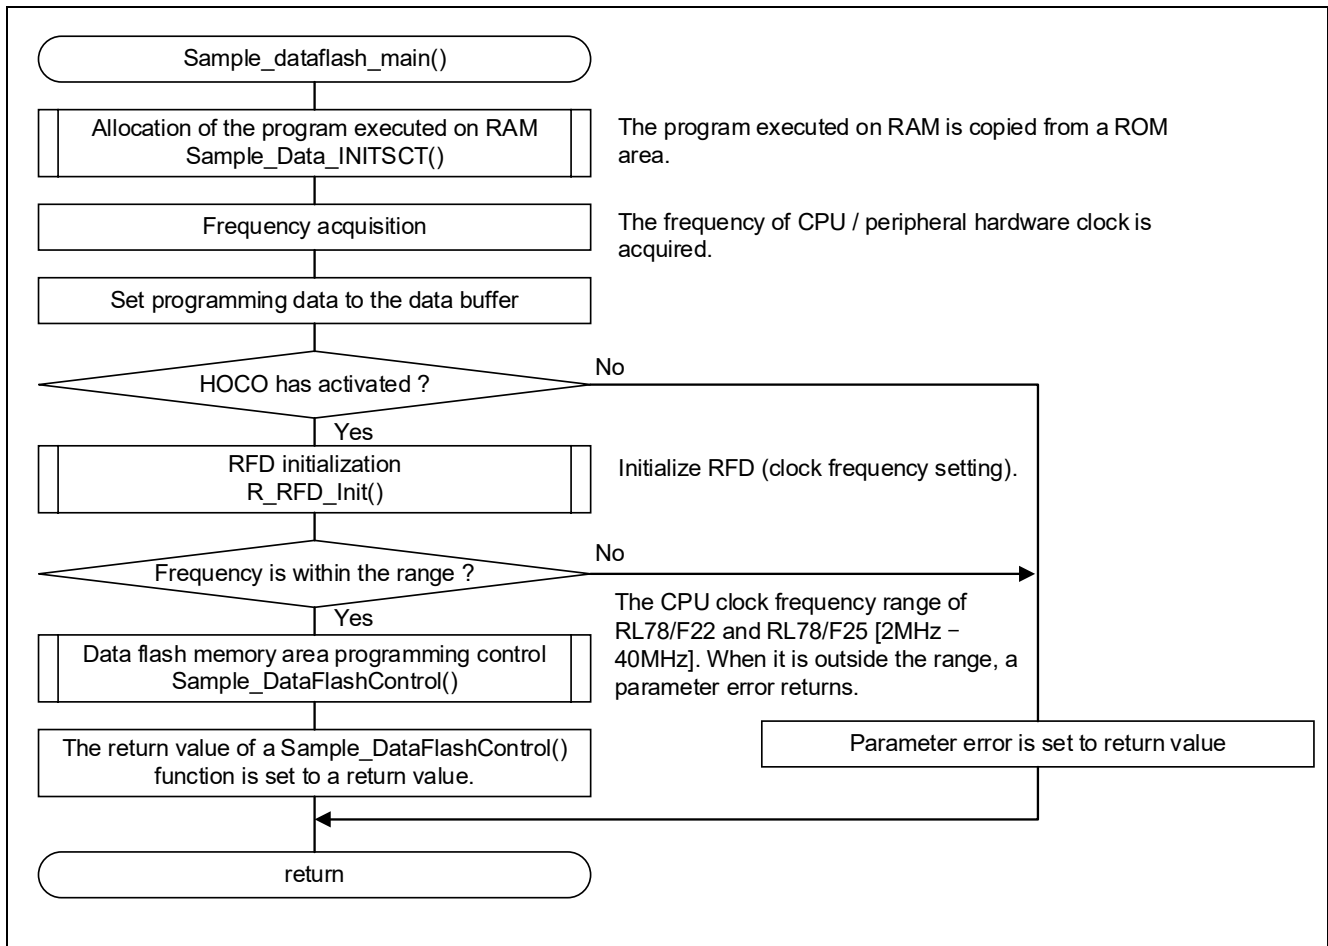 Sample_dataflash_main()
Allocation of the program executed on RAM
Sample_Data_INITSCT()
The program executed on RAM is copied from a ROM
area.
Frequency acquisition
The frequency of CPU / peripheral hardware clock is
acquired.
Set programming data to the data buffer
HOCO has activated ?
No
Yes
RFD initialization
R_RFD_Init()
Initialize RFD (clock frequency setting).
Frequency is within the range ?
No
Yes
The CPU clock frequency range of
RL78/F22 and RL78/F25 [2MHz −
40MHz]. When it is outside the range, a
parameter error returns.
Data flash memory area programming control
Sample_DataFlashControl()
The return value of a Sample_DataFlashControl()
function is set to a return value.
Parameter error is set to return value
return